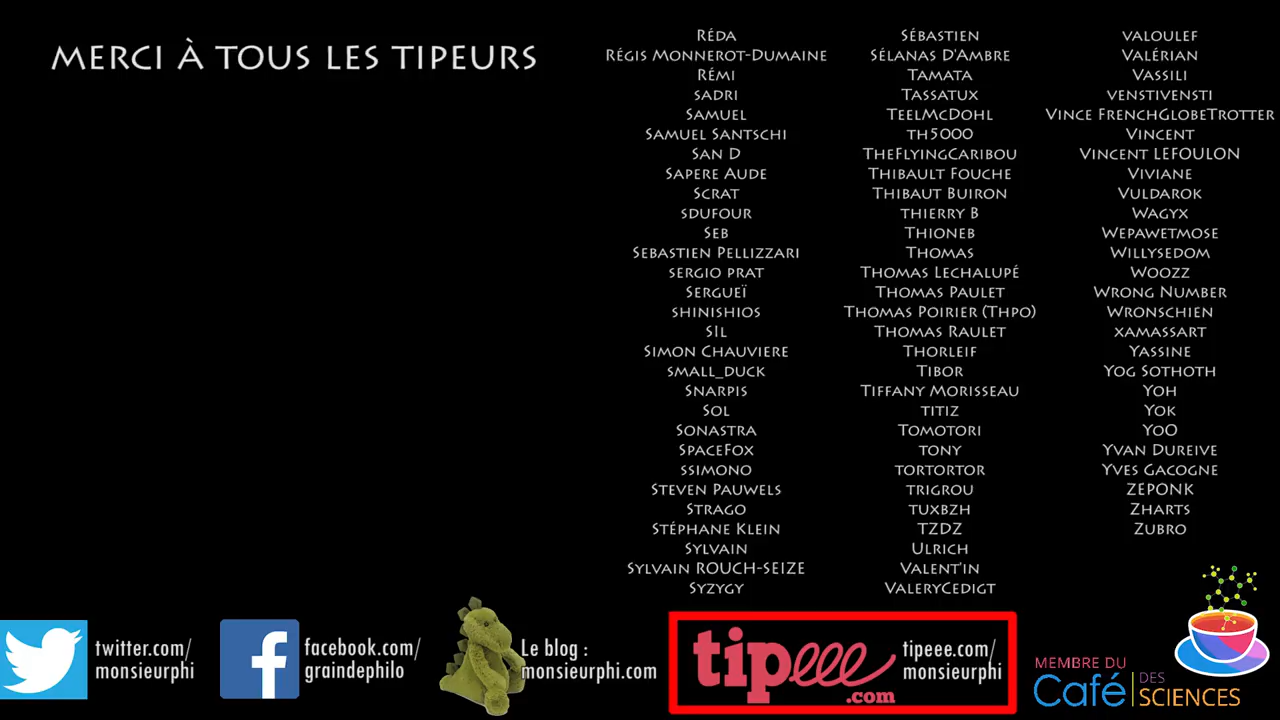 MERCI À TOUS LES TIPEURS
Réda
Régis Monnerot-Dumaine
Rémi
sadri
Samuel
Samuel Santschi
San D
Sapere Aude
Scrat
sdufour
Seb
Sebastien Pellizzari
sergio prat
Sergueï
shinishios
SIl
Simon Chauviere
small_duck
Snarpis
Sol
Sonastra
SpaceFox
ssimono
Steven Pauwels
Strago
Stéphane Klein
Sylvain
Sylvain ROUCH-SEIZE
Syzygy
Sébastien
Sélanas D'Ambre
Tamata
Tassatux
TeelMcDohl
th5000
TheFlyingCaribou
Thibault Fouche
Thibaut Buiron
thierry B
Thioneb
Thomas
Thomas Lechalupé
Thomas Paulet
Thomas Poirier (Thpo)
Thomas Raulet
Thorleif
Tibor
Tiffany Morisseau
titiz
Tomotori
tony
tortortor
trigrou
tuxbzh
TZDZ
Ulrich
Valent'in
ValeryCedigt
valoulef
Valérian
Vassili
venstivensti
Vince FrenchGlobeTrotter
Vincent
Vincent LEFOULON
Viviane
Vuldarok
Wagyx
Wepawetmose
Willysedom
Woozz
Wrong Number
Wronschien
xamassart
Yassine
Yog Sothoth
Yoh
Yok
YoO
Yvan Dureive
Yves Gacogne
ZEPONK
Zharts
Zubro
twitter.com/
monsieurphi
facebook.com/
graindephilo
Le blog :
monsieurphi.com
tipeee
.com
tipeee.com/
monsieurphi
MEMBRE DU
Café DES
SCIENCES